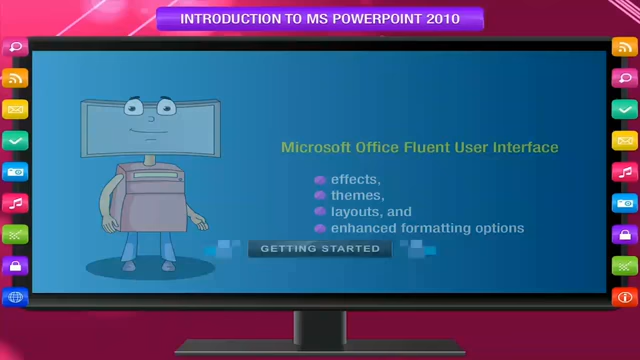 INTRODUCTION TO MS POWERPOINT 2010
Microsoft Office Fluent User Interface
effects,
themes,
layouts, and
enhanced formatting options
GETTING STARTED